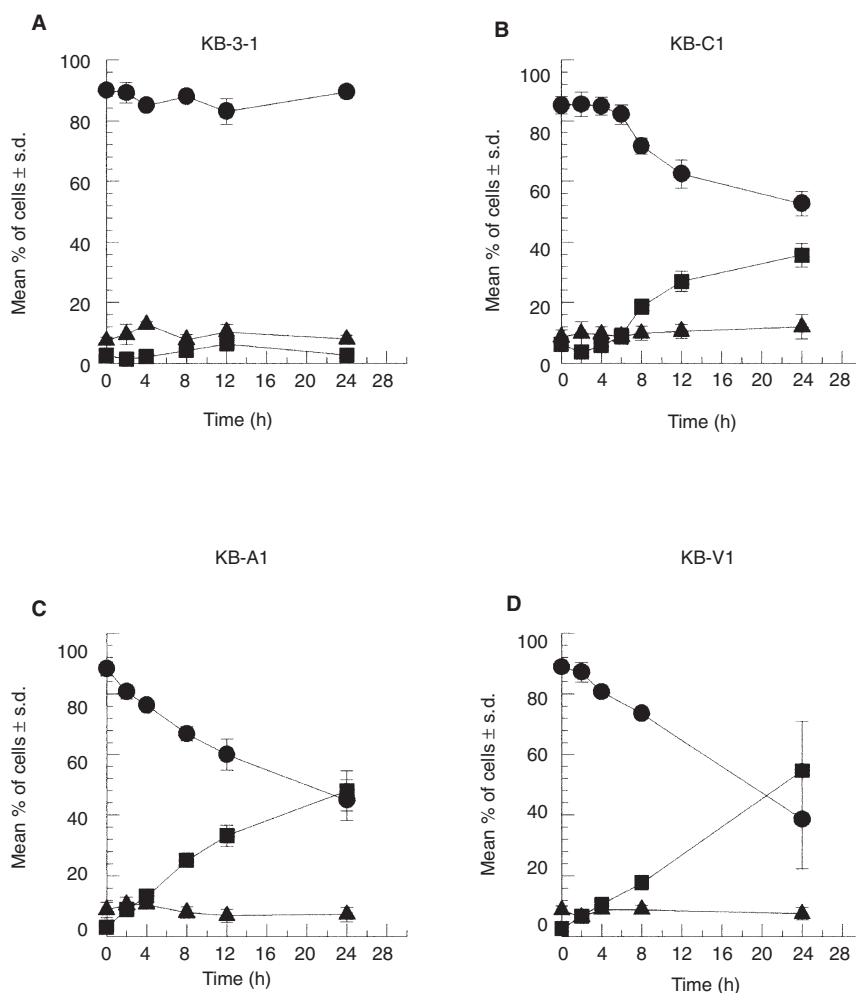 A
KB-3-1
Mean % of cells ± s.d.
100
80
60
40
20
0
0 4 8 12 16 20 24 28
Time (h)
B
KB-C1
Mean % of cells ± s.d.
100
80
60
40
20
0
0 4 8 12 16 20 24 28
Time (h)
KB-A1
C
Mean % of cells ± s.d.
100
80
60
40
20
0
0 4 8 12 16 20 24 28
Time (h)
KB-V1
D
Mean % of cells ± s.d.
100
80
60
40
20
0
0 4 8 12 16 20 24 28
Time (h)